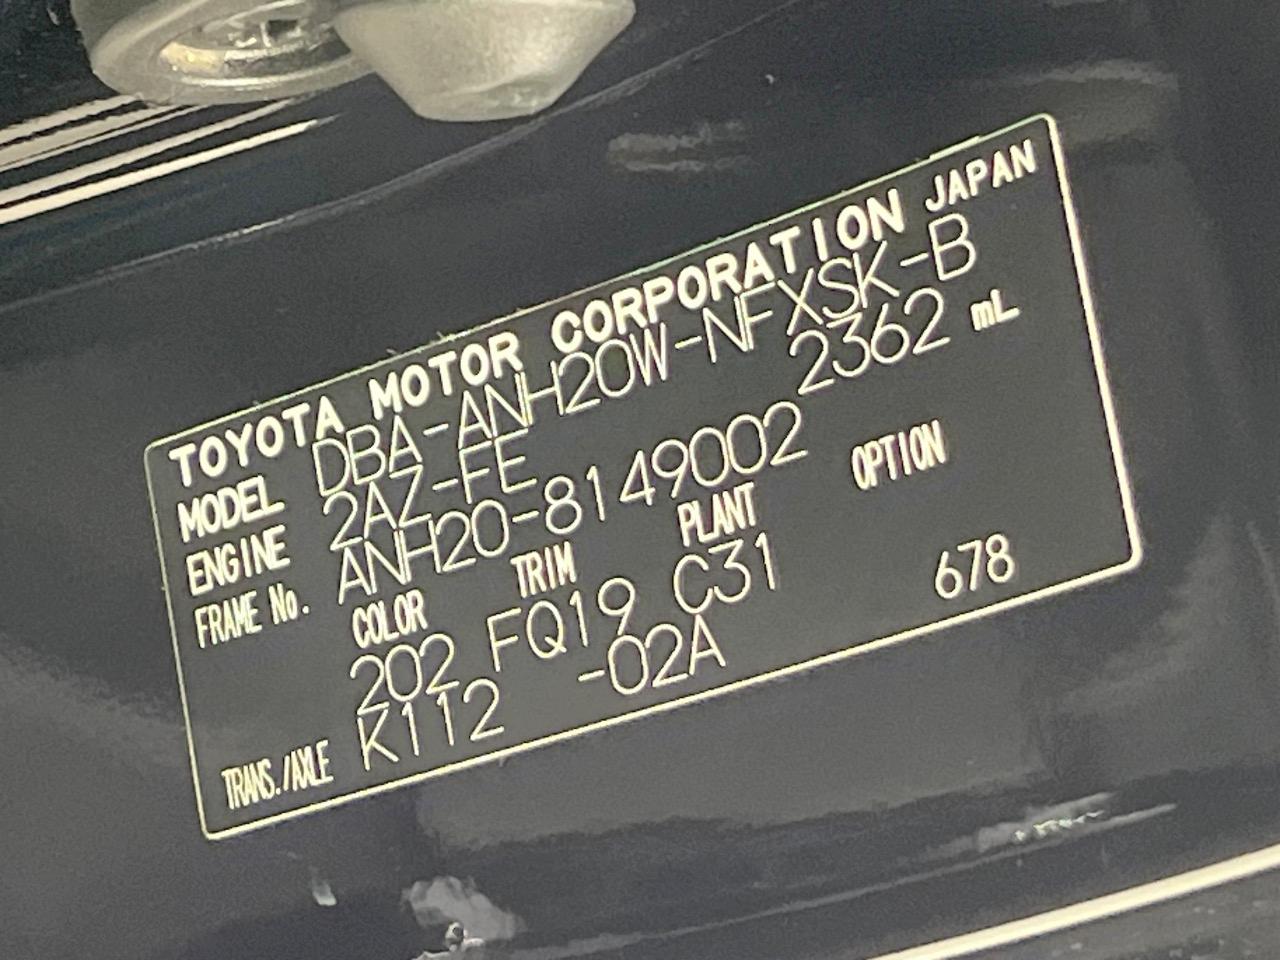 TOYOTA MOTOR CORPORATION JAPAN
MODEL DBA-ANH20W-NFXSK-B
ENGINE 2AZ-FE 2362 mL
FRAME No. ANH20-8149002
COLOR TRIM PLANT OPTION
202 FQ19 C31 678
TRANS./AXLE K112 -02A